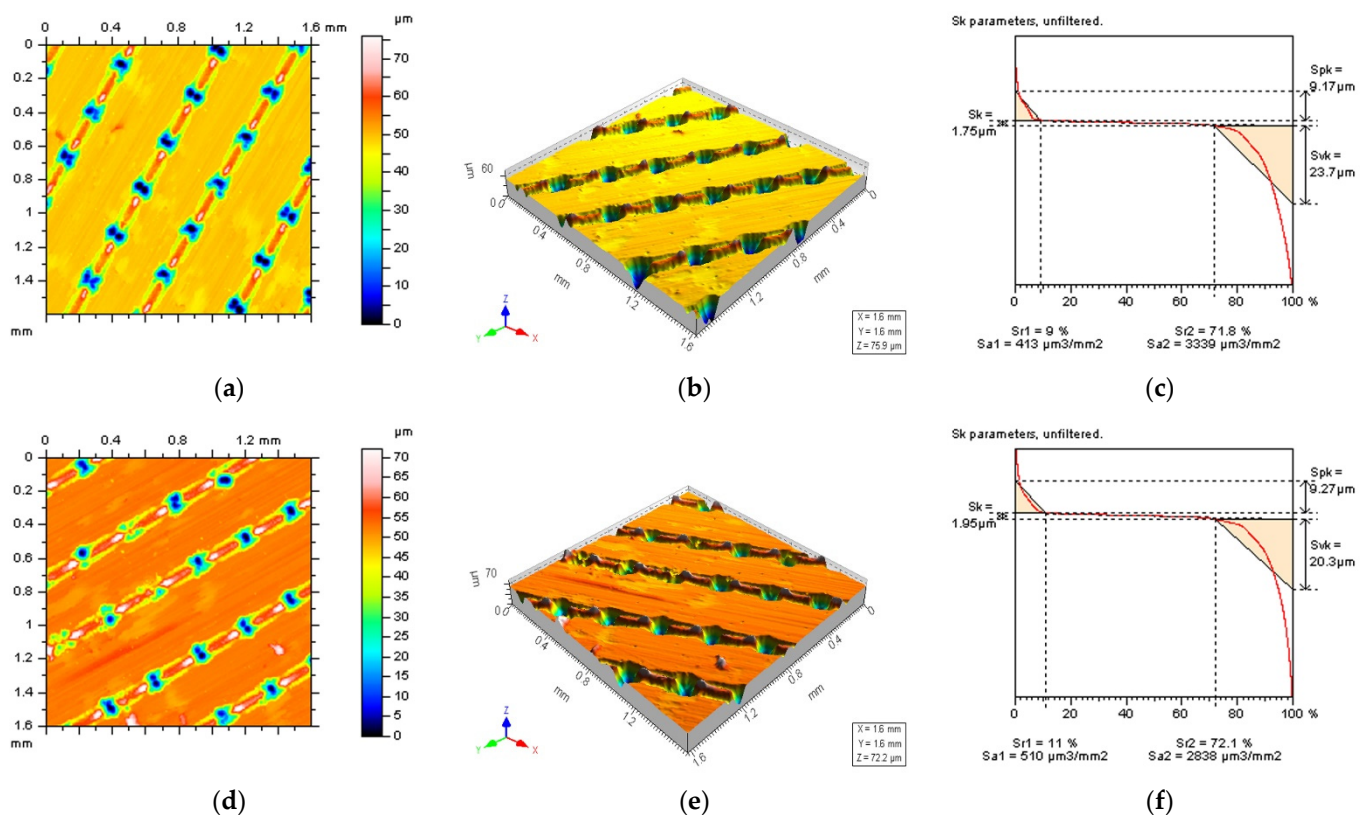 0 0.4 0.8 1.2 1.6 mm
µm
0
0.2
0.4
0.6
0.8
1
1.2
1.4
mm
70
60
50
40
30
20
10
0
µm
60
0
0
0.4
0.8
mm
1.2
1.6
0
0.4
0.8
mm
1.2
Z
Y X
X = 1.6 mm
Y = 1.6 mm
Z = 75.9 µm
Sk parameters, unfiltered.
Spk =
9.17µm
Sk =
1.75µm
Svk =
23.7µm
0 20 40 60 80 100 %
Sr1 = 9 % Sr2 = 71.8 %
Sa1 = 413 µm3/mm2 Sa2 = 3339 µm3/mm2
(a) (b) (c)
0 0.4 0.8 1.2 mm
µm
0
0.2
0.4
0.6
0.8
1
1.2
1.4
1.6
mm
70
65
60
55
50
45
40
35
30
25
20
15
10
5
0
µm
70
0
0
0.4
0.8
mm
1.2
1.6
0
0.4
0.8
mm
1.2
Z
Y X
X = 1.6 mm
Y = 1.6 mm
Z = 72.2 µm
Sk parameters, unfiltered.
Spk =
9.27µm
Sk =
1.95µm
Svk =
20.3µm
0 20 40 60 80 100 %
Sr1 = 11 % Sr2 = 72.1 %
Sa1 = 510 µm3/mm2 Sa2 = 2838 µm3/mm2
(d) (e) (f)